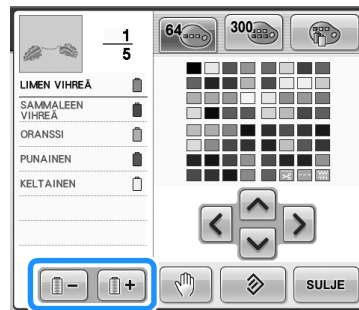 1
5
64
300
LIMEN VIHREÄ
SAMMALEEN
VIHREÄ
ORANSSI
PUNAINEN
KELTAINEN
- +
SULJE